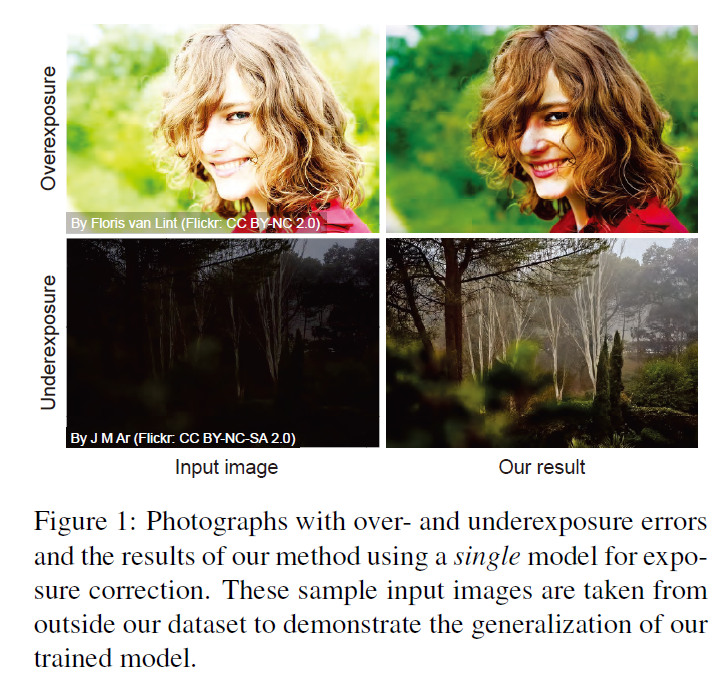 Overexposure
By Floris van Lint (Flickr: CC BY-NC 2.0)
Underexposure
By J M Ar (Flickr: CC BY-NC-SA 2.0)
Input image
Our result
Figure 1: Photographs with over- and underexposure errors
and the results of our method using a single model for expo-
sure correction. These sample input images are taken from
outside our dataset to demonstrate the generalization of our
trained model.